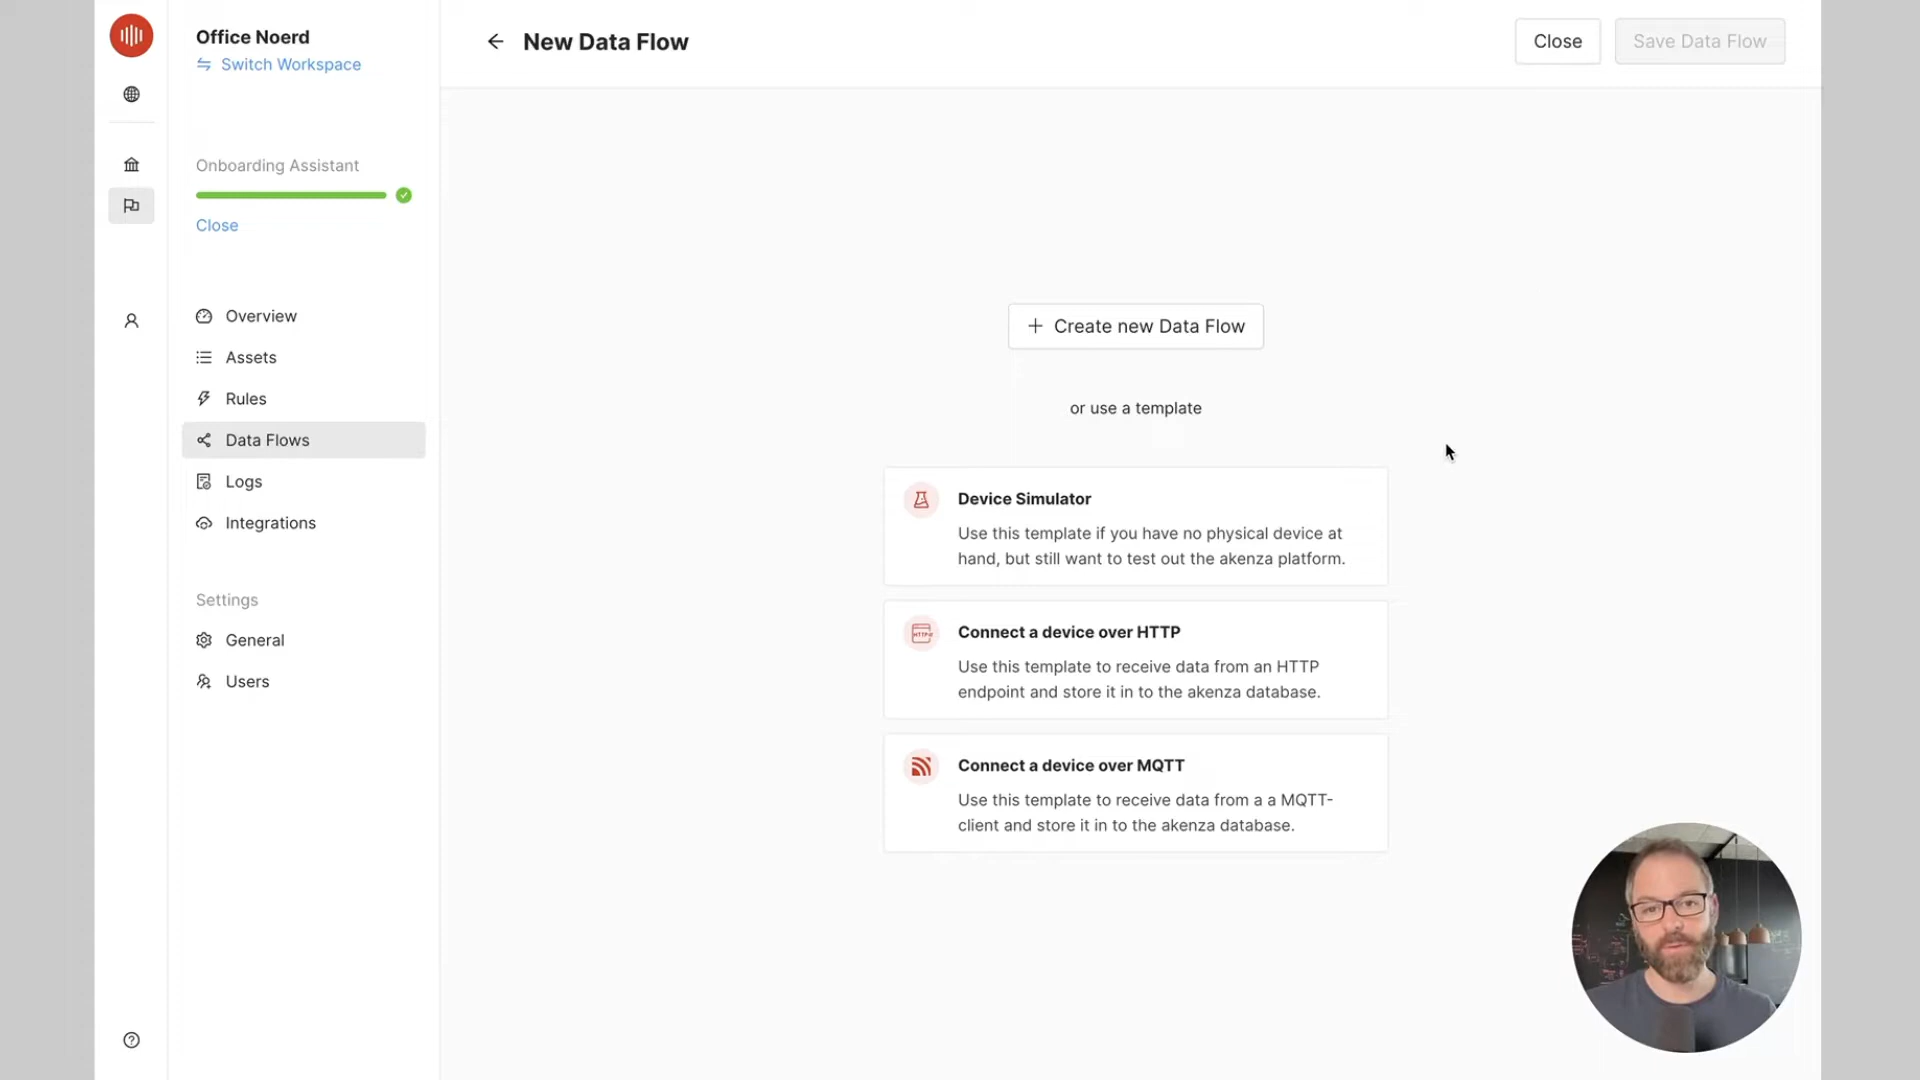 Office Noerd
Switch Workspace
Onboarding Assistant
Close
Overview
Assets
Rules
Data Flows
Logs
Integrations
Settings
General
Users
New Data Flow
Close
Save Data Flow
Create new Data Flow
or use a template
Device Simulator
Use this template if you have no physical device at
hand, but still want to test out the akenza platform.
HTTP
Connect a device over HTTP
Use this template to receive data from an HTTP
endpoint and store it in to the akenza database.
Connect a device over MQTT
Use this template to receive data from a a MQTT-
client and store it in to the akenza database.